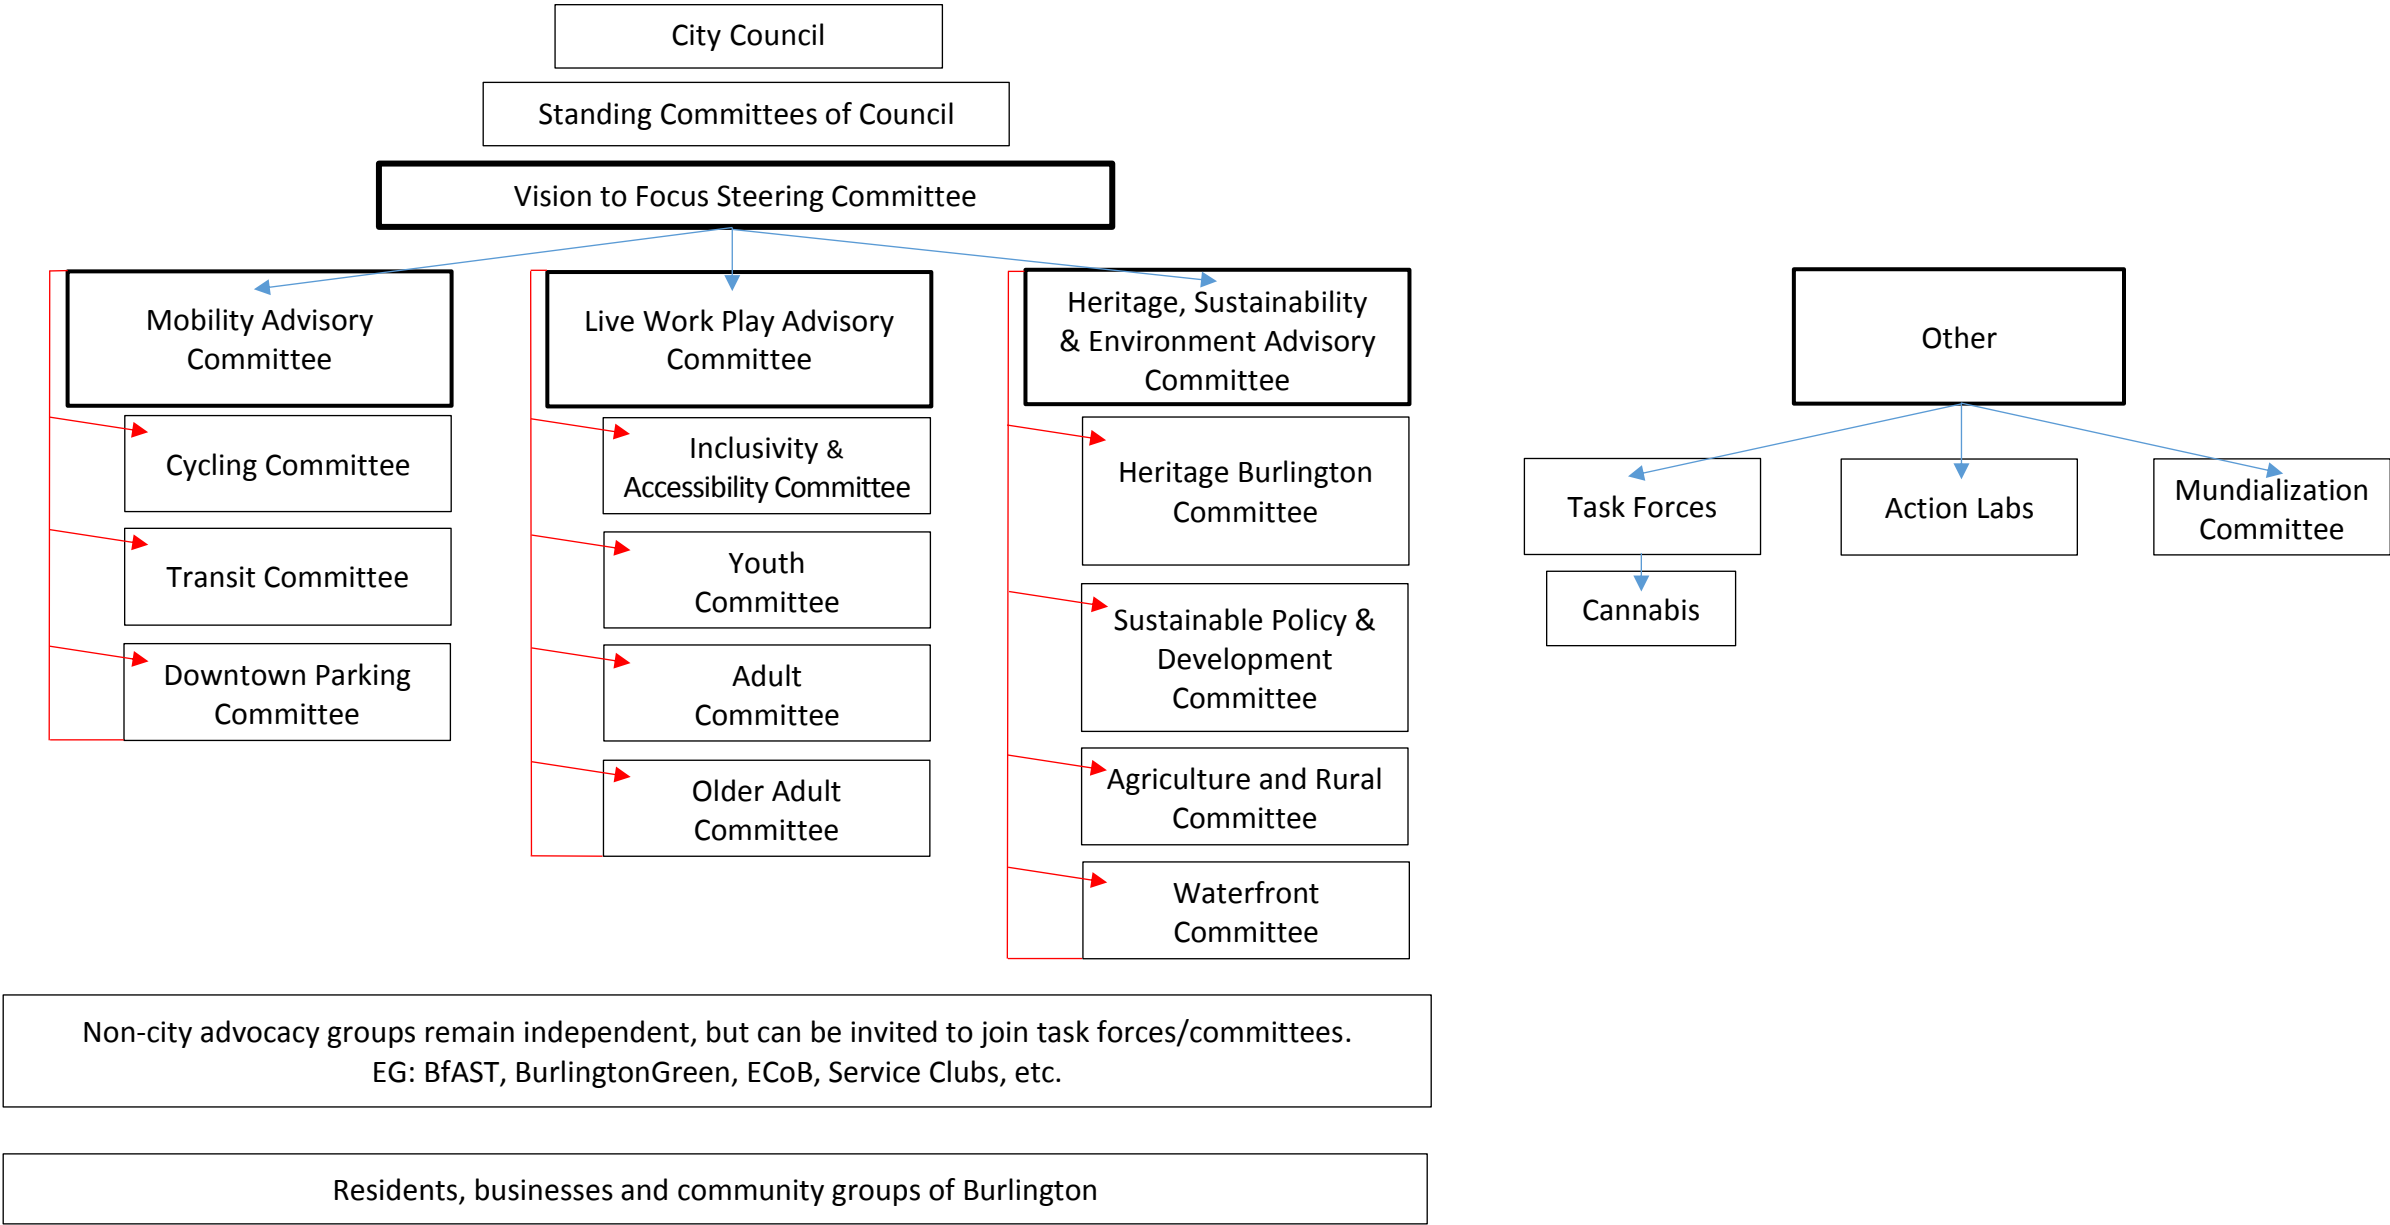 City Council
Standing Committees of Council
Vision to Focus Steering Committee
Mobility Advisory
Committee
Cycling Committee
Transit Committee
Downtown Parking
Committee
Live Work Play Advisory
Committee
Inclusivity &
Accessibility Committee
Youth
Committee
Adult
Committee
Older Adult
Committee
Heritage, Sustainability
& Environment Advisory
Committee
Heritage Burlington
Committee
Sustainable Policy &
Development
Committee
Agriculture and Rural
Committee
Waterfront
Committee
Other
Task Forces
Cannabis
Action Labs
Mundialization
Committee
Non-city advocacy groups remain independent, but can be invited to join task forces/committees.
EG: BfAST, BurlingtonGreen, ECoB, Service Clubs, etc.
Residents, businesses and community groups of Burlington